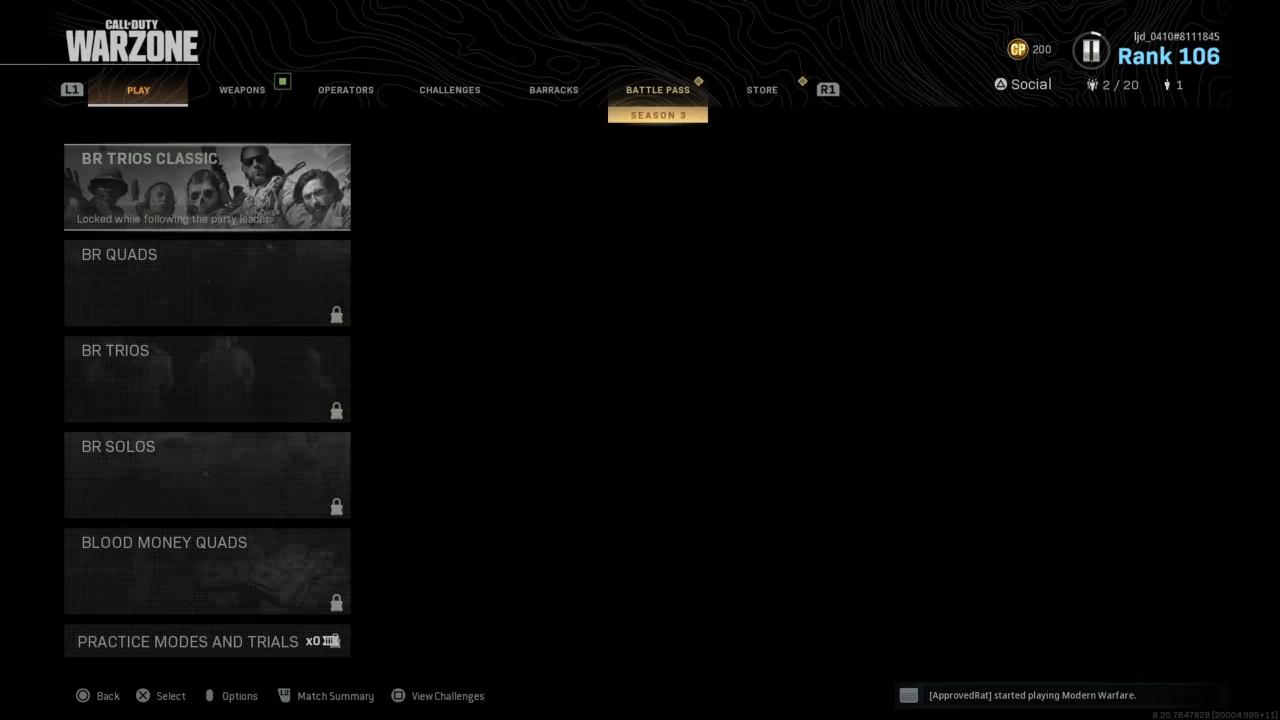 CALL OF DUTY
WARZONE
CP 200
ljd_0410#8111845
Rank 106
L1 PLAY WEAPONS OPERATORS CHALLENGES BARRACKS BATTLE PASS STORE R1
Social 2 / 20 1
SEASON 3
BR TRIOS CLASSIC
Locked while following the party leader.
BR QUADS
BR TRIOS
BR SOLOS
BLOOD MONEY QUADS
PRACTICE MODES AND TRIALS x0
Back Select Options L2 Match Summary View Challenges
[ApprovedRat] started playing Modern Warfare.